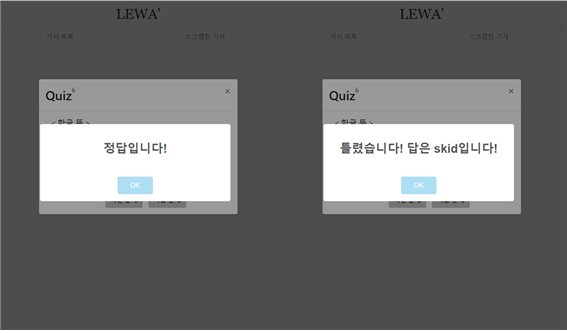 LEWA'
기사 목록 스크랩한 기사
Quiz 6
×
< 한글 뜻 >
정답입니다!
OK
LEWA'
기사 목록 스크랩한 기사
Quiz 6
×
< 한글 뜻 >
틀렸습니다! 답은 skid입니다!
OK